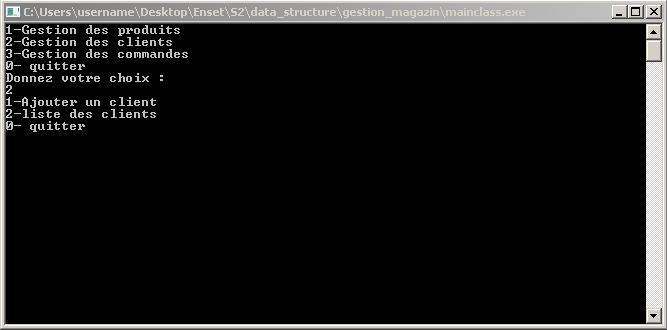 C:\Users\username\Desktop\Enset\S2\data_structure\gestion_magazin\mainclass.exe
1-Gestion des produits
2-Gestion des clients
3-Gestion des commandes
0- quitter
Donnez votre choix :
2
1-Ajouter un client
2-liste des clients
0- quitter